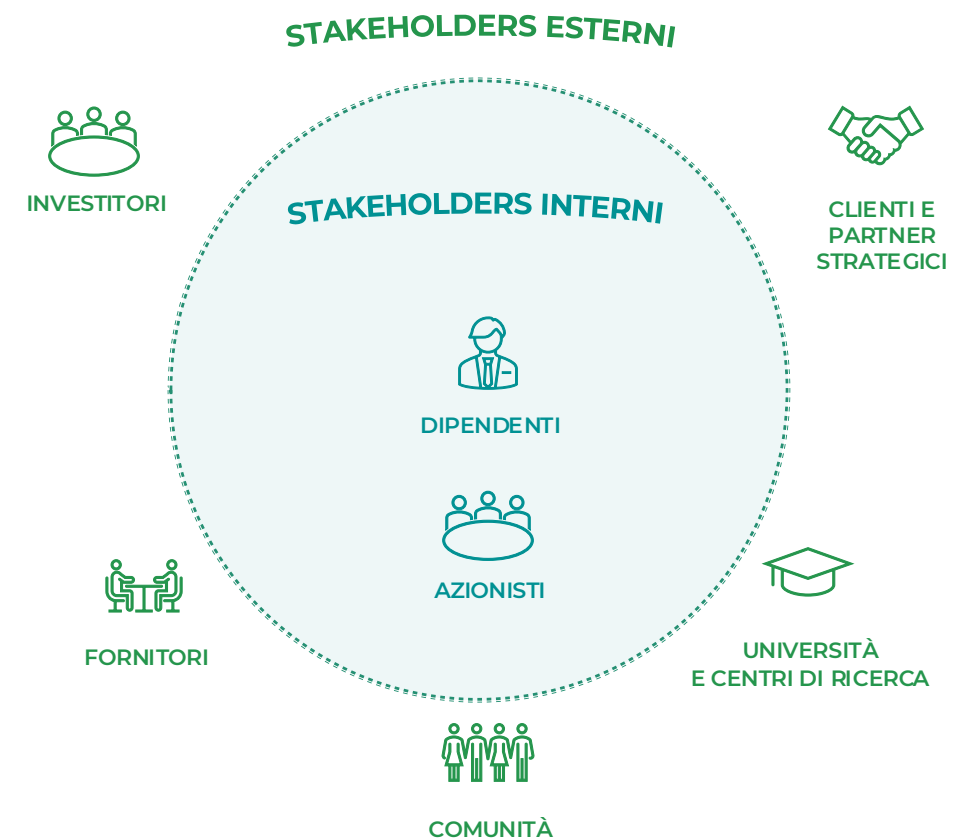 STAKEHOLDERS ESTERNI
INVESTITORI
CLIENTI E
PARTNER
STRATEGICI
STAKEHOLDERS INTERNI
DIPENDENTI
AZIONISTI
FORNITORI
UNIVERSITÀ
E CENTRI DI RICERCA
COMUNITÀ